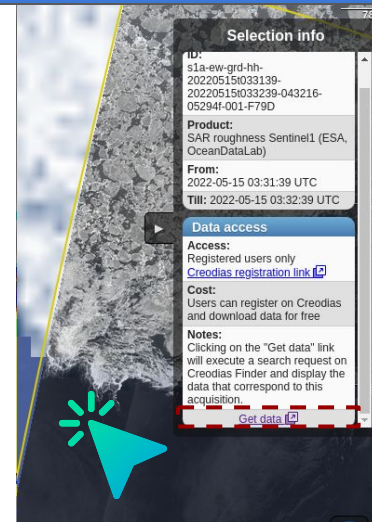 73
Selection info
ID:
s1a-ew-grd-hh-
20220515t033139-
20220515t033239-043216-
05294f-001-F79D
Product:
SAR roughness Sentinel1 (ESA,
OceanDataLab)
From:
2022-05-15 03:31:39 UTC
Till: 2022-05-15 03:32:39 UTC
Data access
Access:
Registered users only
Creodias registration link
Cost:
Users can register on Creodias
and download data for free
Notes:
Clicking on the "Get data" link
will execute a search request on
Creodias Finder and display the
data that correspond to this
acquisition.
Get data